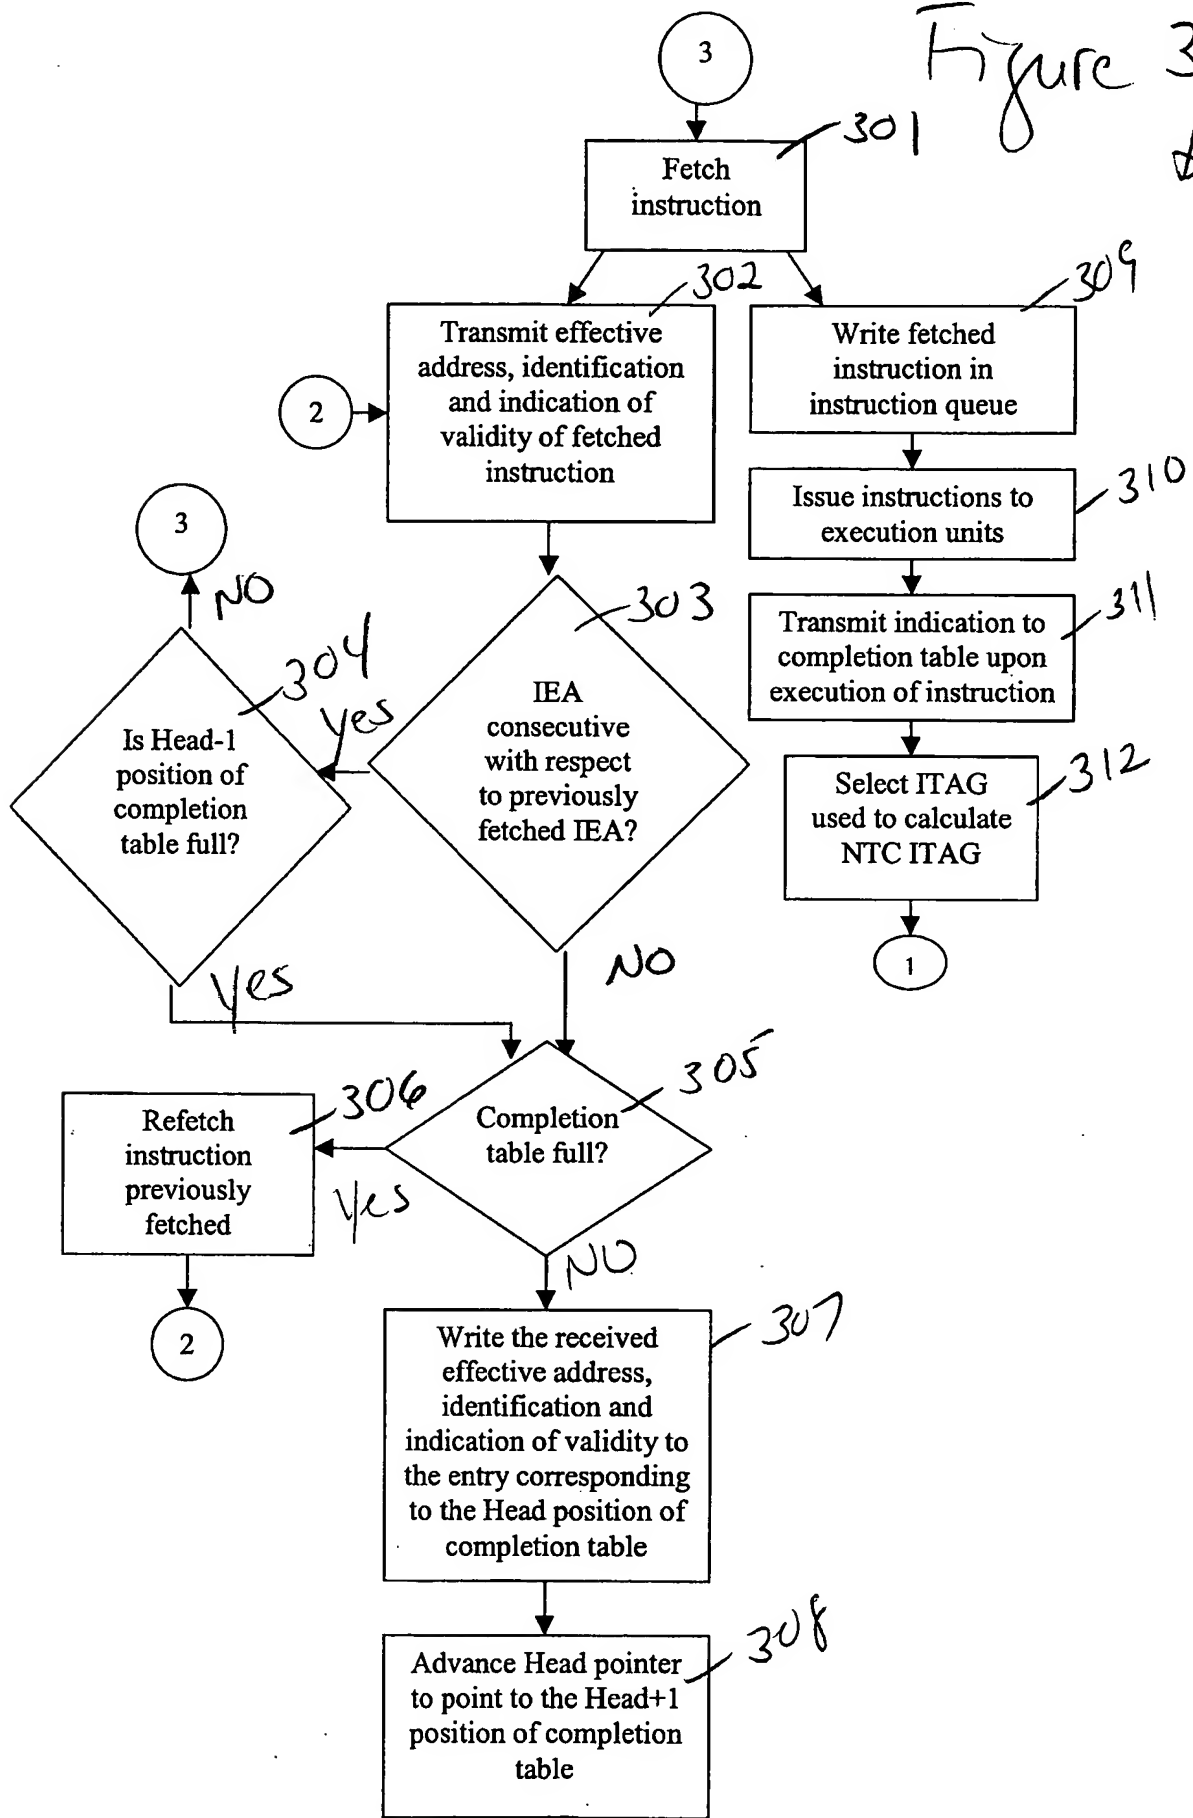 Figure 3
3
301
Fetch
instruction
302
Transmit effective
address, identification
and indication of
validity of fetched
instruction
2
309
Write fetched
instruction in
instruction queue
310
Issue instructions to
execution units
311
Transmit indication to
completion table upon
execution of instruction
312
Select ITAG
used to calculate
NTC ITAG
1
3
NO
304
Is Head-1
position of
completion
table full?
Yes
303
IEA
consecutive
with respect
to previously
fetched IEA?
Yes
NO
305
Completion
table full?
306
Refetch
instruction
previously
fetched
Yes
2
NO
307
Write the received
effective address,
identification and
indication of validity to
the entry corresponding
to the Head position of
completion table
308
Advance Head pointer
to point to the Head+1
position of completion
table